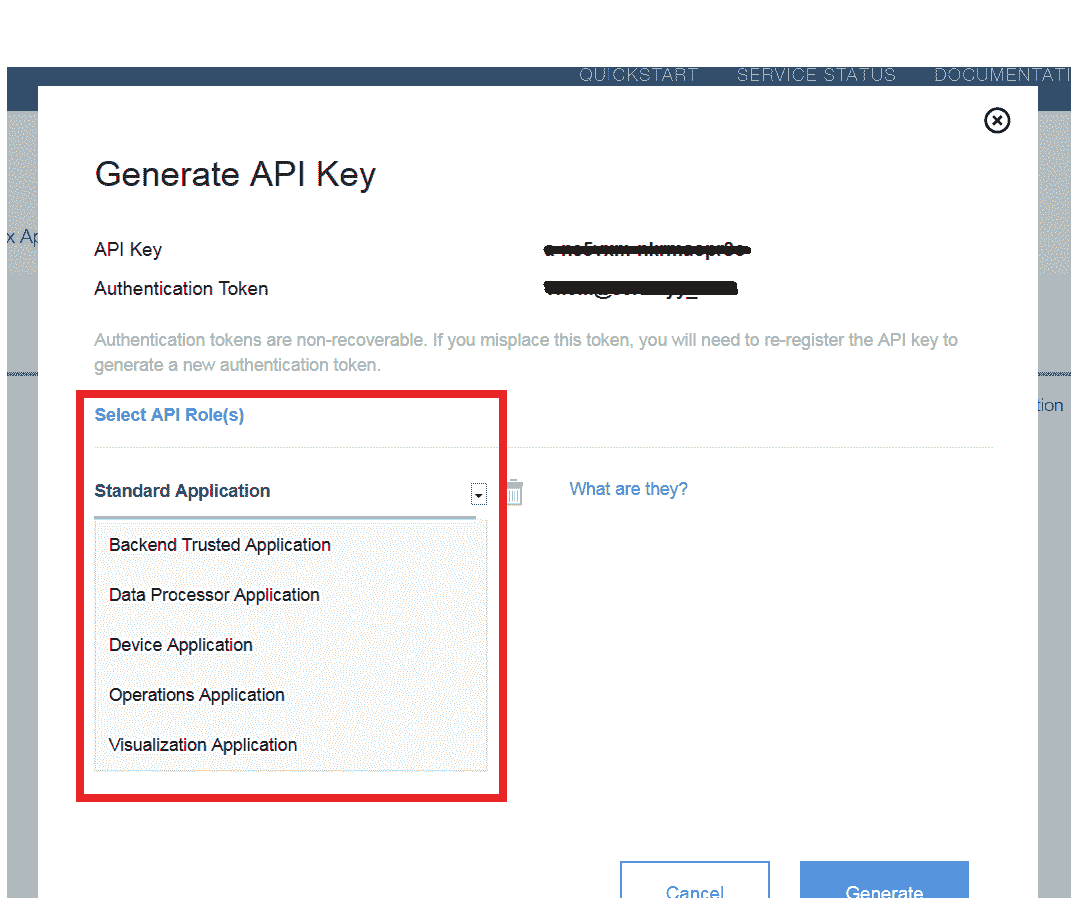 QUICKSTART SERVICE STATUS DOCUMENTATI
Generate API Key
x Ap
API Key
Authentication Token
Authentication tokens are non-recoverable. If you misplace this token, you will need to re-register the API key to
generate a new authentication token.
Select API Role(s)
tion
Standard Application
What are they?
Backend Trusted Application
Data Processor Application
Device Application
Operations Application
Visualization Application
Cancel
Generate